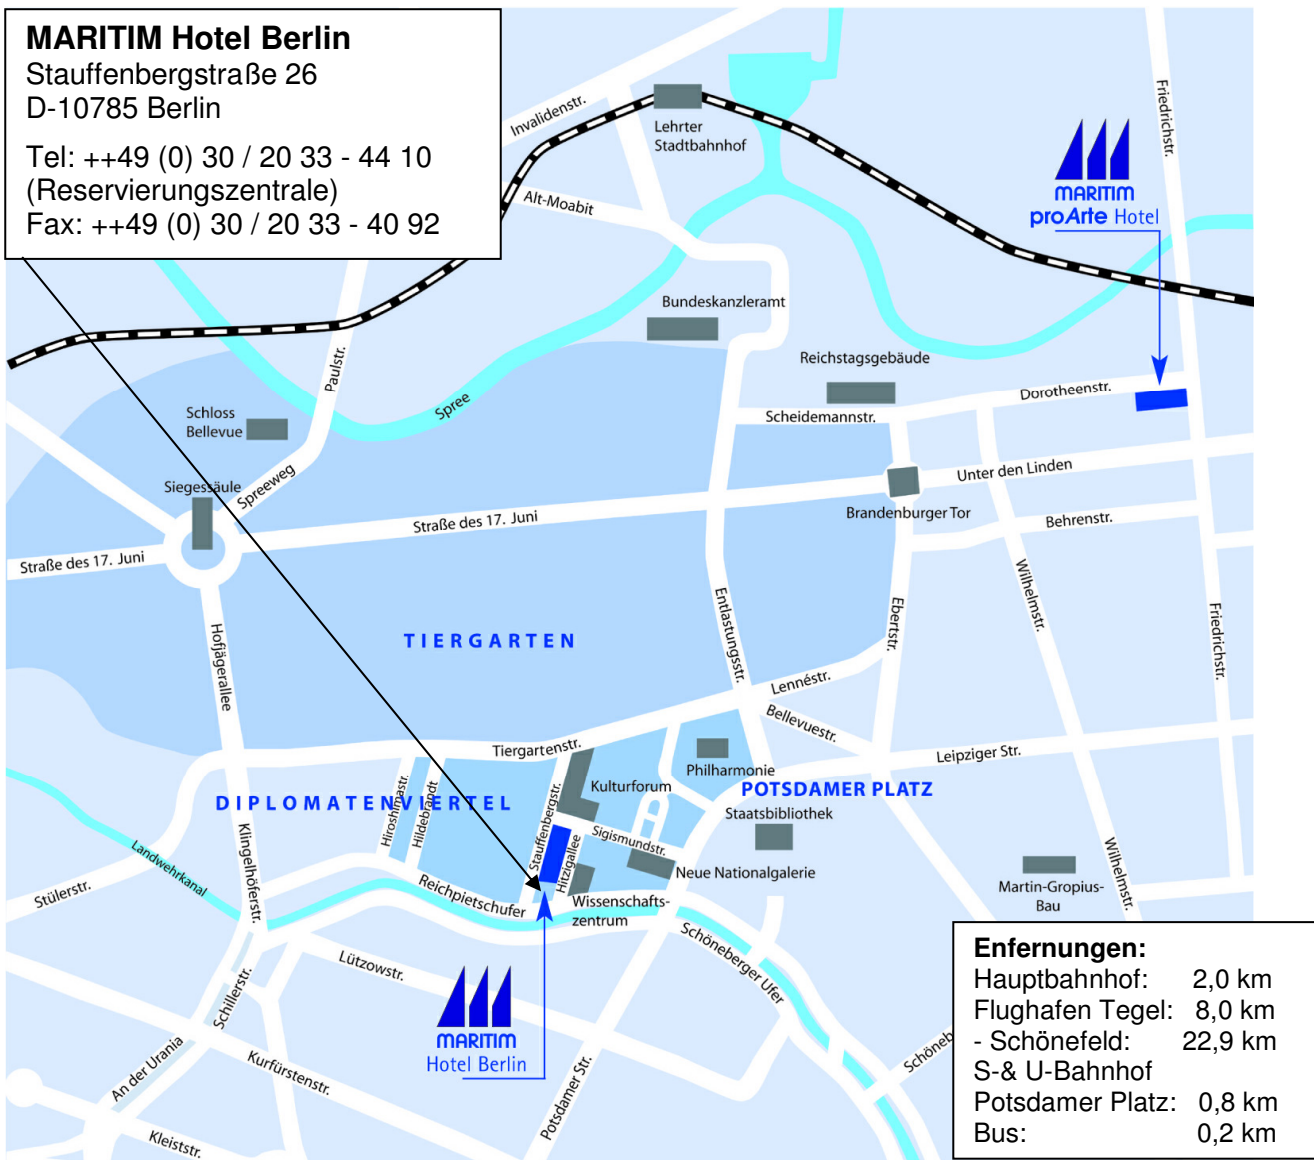 MARITIM Hotel Berlin
Stauffenbergstraße 26
D-10785 Berlin
Tel: ++49 (0) 30 / 20 33 - 44 10
(Reservierungszentrale)
Fax: ++49 (0) 30 / 20 33 - 40 92
Invalidenstr.
Lehrter
Stadtbahnhof
Friedrichstr.
MARITIM
proArte Hotel
Alt-Moabit
Bundeskanzleramt
Reichstagsgebäude
Paulstr.
Spree
Dorotheenstr.
Scheidemannstr.
Schloss
Bellevue
Siegessäule
Spreeweg
Unter den Linden
Brandenburger Tor
Behrenstr.
Straße des 17. Juni
Straße des 17. Juni
Wilhelmstr.
Entlastungsstr.
Ebertstr.
Friedrichstr.
Hofjägerallee
TIERGARTEN
Lennéstr.
Bellevuestr.
Tiergartenstr.
Leipziger Str.
Philharmonie
Kulturforum
POTSDAMER PLATZ
DIPLOMATENVIERTEL
Hiroshimastr.
Hildebrandt
Stauffenbergstr.
Hitzigallee
Sigismundstr.
Staatsbibliothek
Neue Nationalgalerie
Landwehrkanal
Klingelhöferstr.
Stülerstr.
Reichpietschufer
Wissenschafts-
zentrum
Wilhelmstr.
Martin-Gropius-
Bau
Schöneberger Ufer
Lützowstr.
Schillerstr.
MARITIM
Hotel Berlin
An der Urania
Kurfürstenstr.
Kleiststr.
Potsdamer Str.
Schöneb
Enfernungen:
Hauptbahnhof: 2,0 km
Flughafen Tegel: 8,0 km
- Schönefeld: 22,9 km
S-& U-Bahnhof
Potsdamer Platz: 0,8 km
Bus: 0,2 km